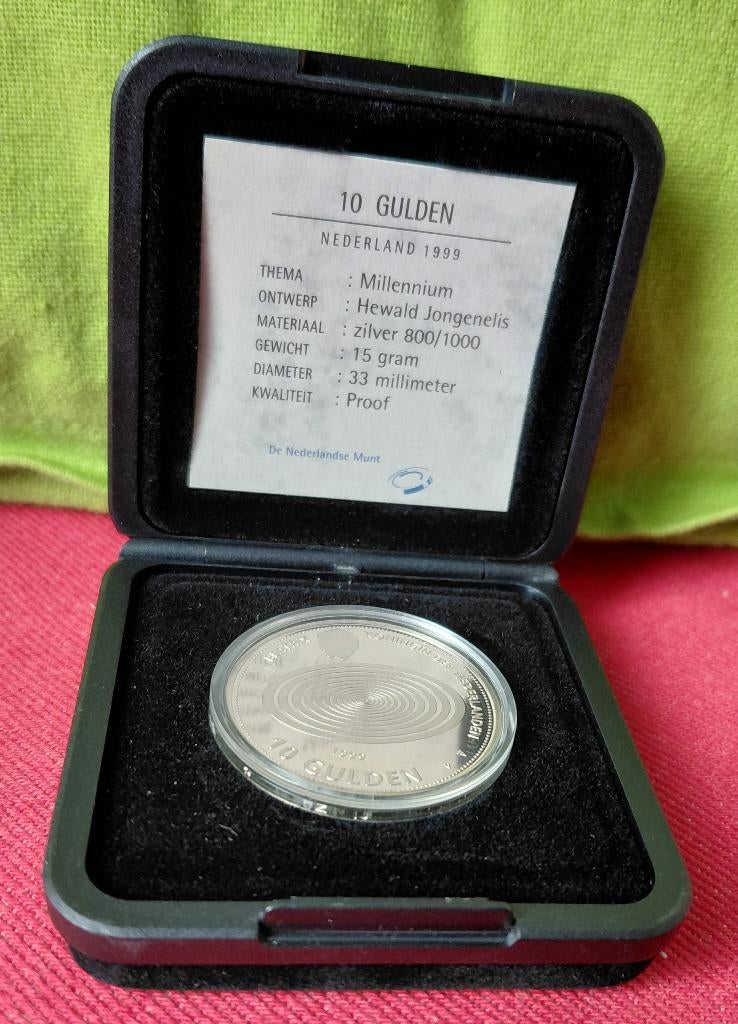 10 GULDEN
NEDERLAND 1999
THEMA : Millennium
ONTWERP : Hewald Jongenelis
MATERIAAL : zilver 800/1000
GEWICHT : 15 gram
DIAMETER : 33 millimeter
KWALITEIT : Proof
De Nederlandse Munt
KONINGIN DER NEDERLANDEN
1999
10 GULDEN